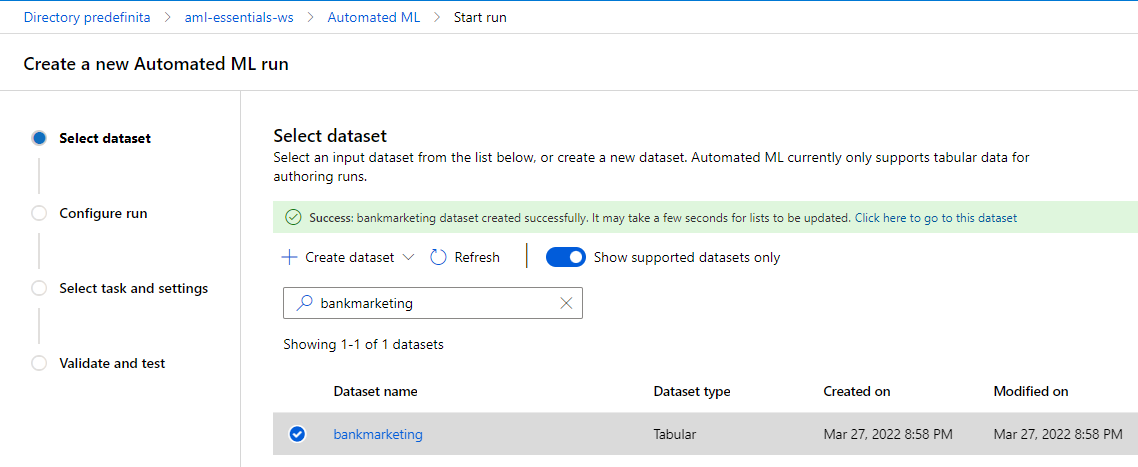 Directory predefinita > aml-essentials-ws > Automated ML > Start run
Create a new Automated ML run
Select dataset
Configure run
Select task and settings
Validate and test
Select dataset
Select an input dataset from the list below, or create a new dataset. Automated ML currently only supports tabular data for
authoring runs.
Success: bankmarketing dataset created successfully. It may take a few seconds for lists to be updated. Click here to go to this dataset
Create dataset Refresh Show supported datasets only
bankmarketing
Showing 1-1 of 1 datasets
Dataset name Dataset type Created on Modified on
bankmarketing Tabular Mar 27, 2022 8:58 PM Mar 27, 2022 8:58 PM